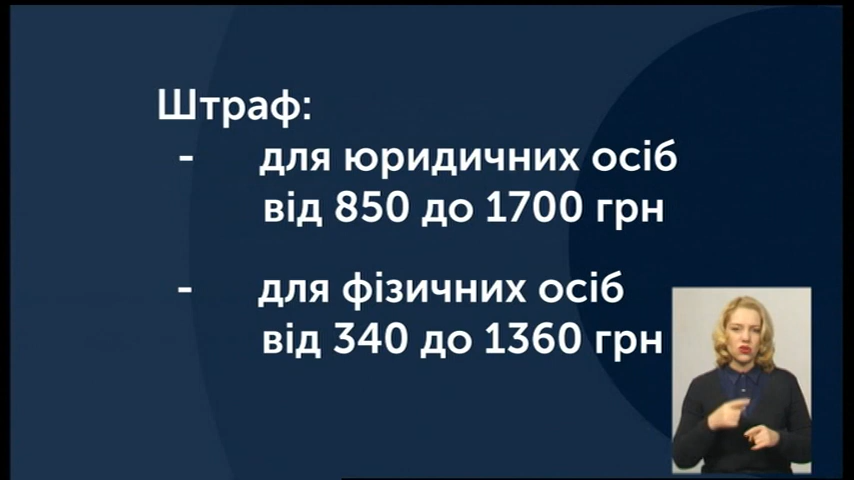 Штраф:
- для юридичних осіб
від 850 до 1700 грн
- для фізичних осіб
від 340 до 1360 грн